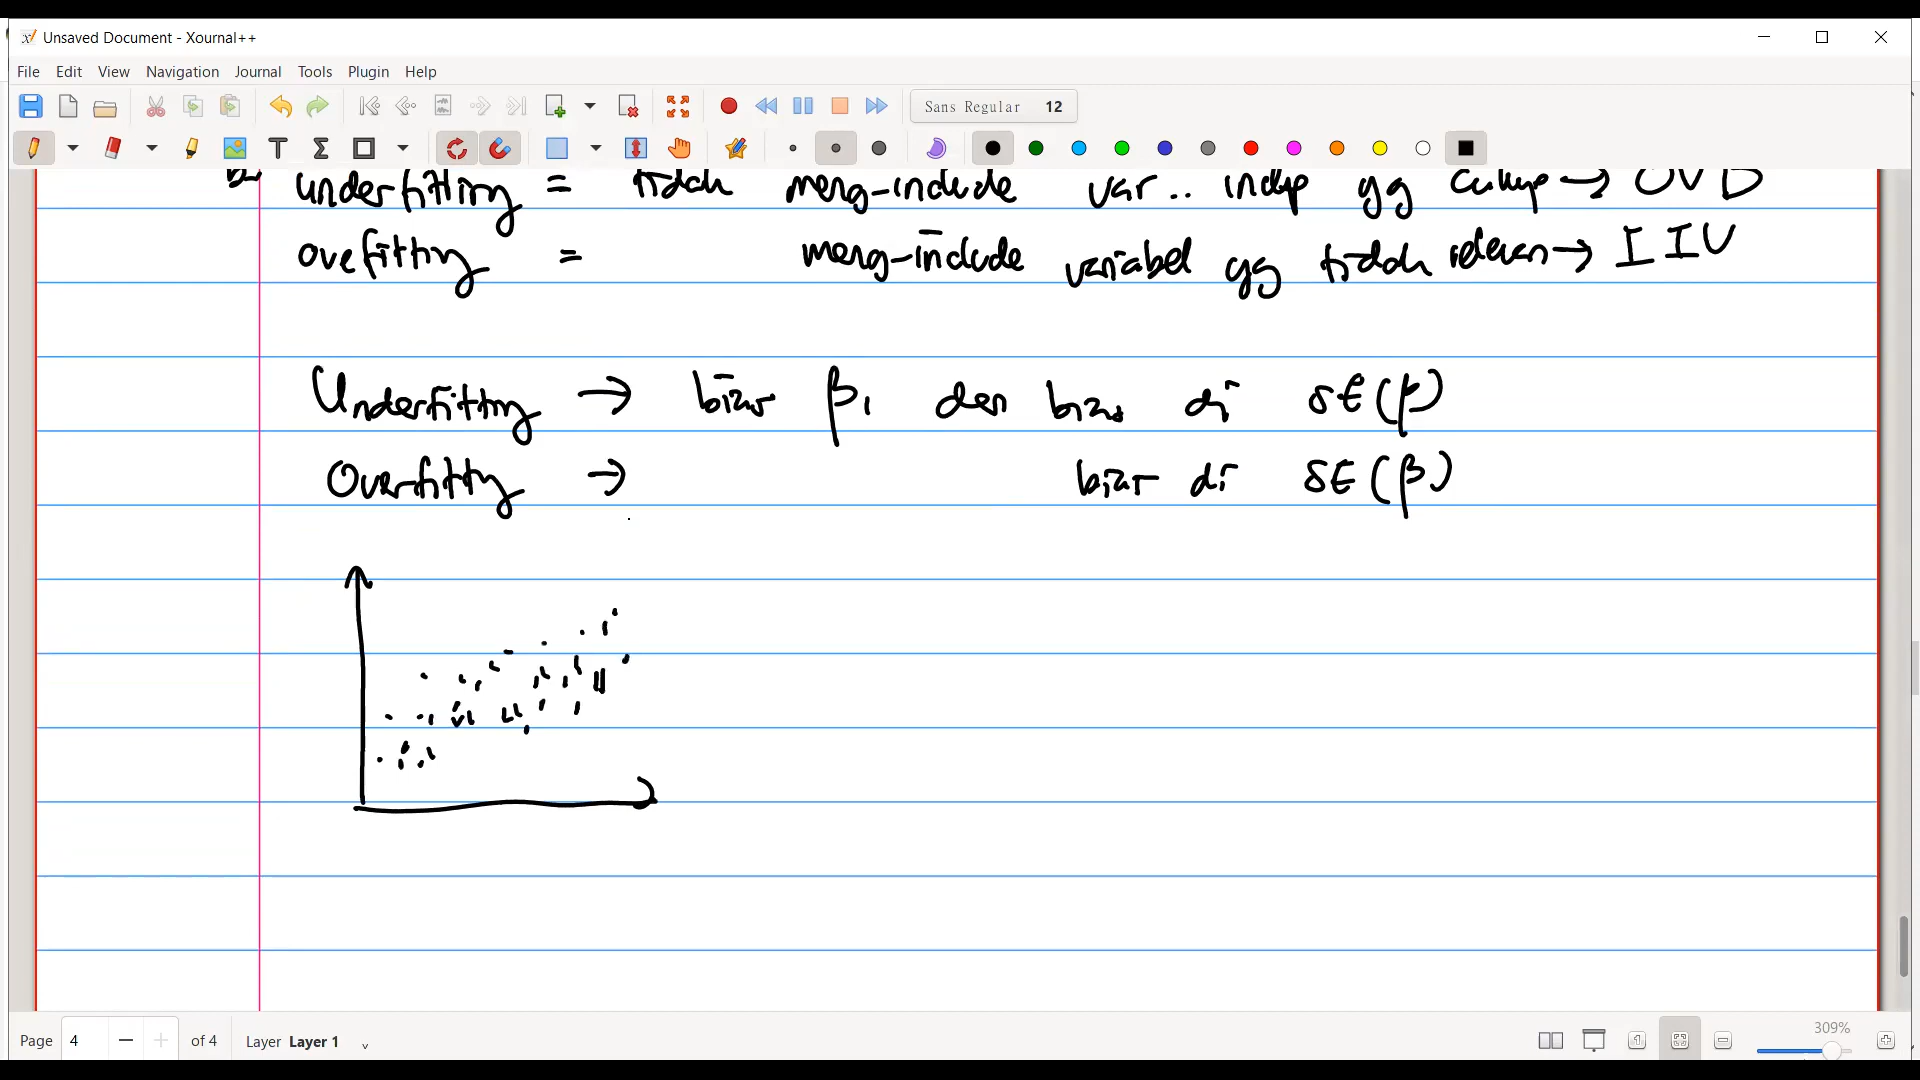 Unsaved Document - Xournal++
File Edit View Navigation Journal Tools Plugin Help
Sans Regular 12
b. underfitting = tidak meng-include var.. indep yg cukup → OVB
overfitting = meng-include variabel yg tidak relevan → IIV
Underfitting → bias β₁ dan bias di SE(β)
Overfitting → bias di SE(β)
Page 4 of 4 Layer Layer 1 309%